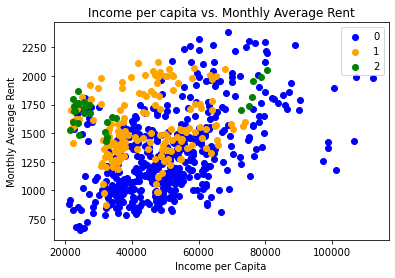 Income per capita vs. Monthly Average Rent
0
1
2
Monthly Average Rent
2250
2000
1750
1500
1250
1000
750
20000 40000 60000 80000 100000
Income per Capita